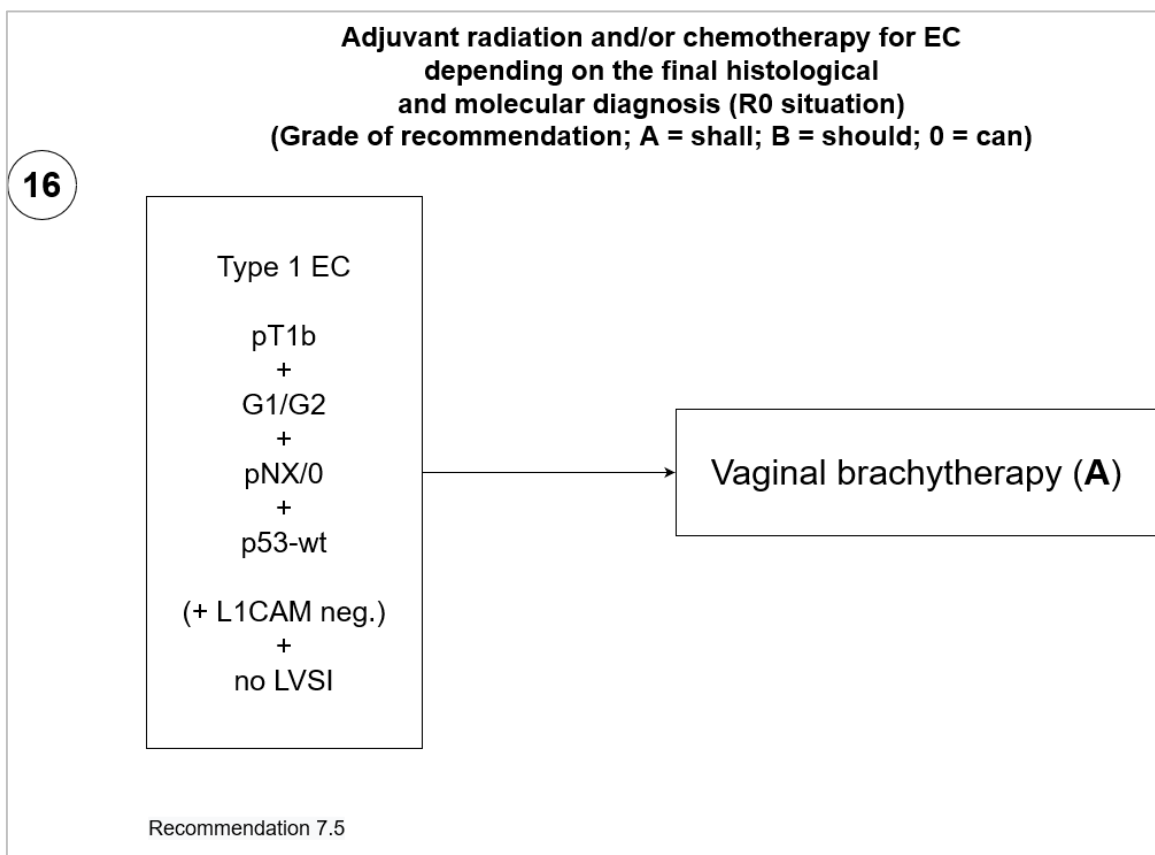 Adjuvant radiation and/or chemotherapy for EC
depending on the final histological
and molecular diagnosis (R0 situation)
(Grade of recommendation; A = shall; B = should; 0 = can)
16
Type 1 EC
pT1b
+
G1/G2
+
pNX/0
+
p53-wt
(+ L1CAM neg.)
+
no LVSI
Vaginal brachytherapy (A)
Recommendation 7.5